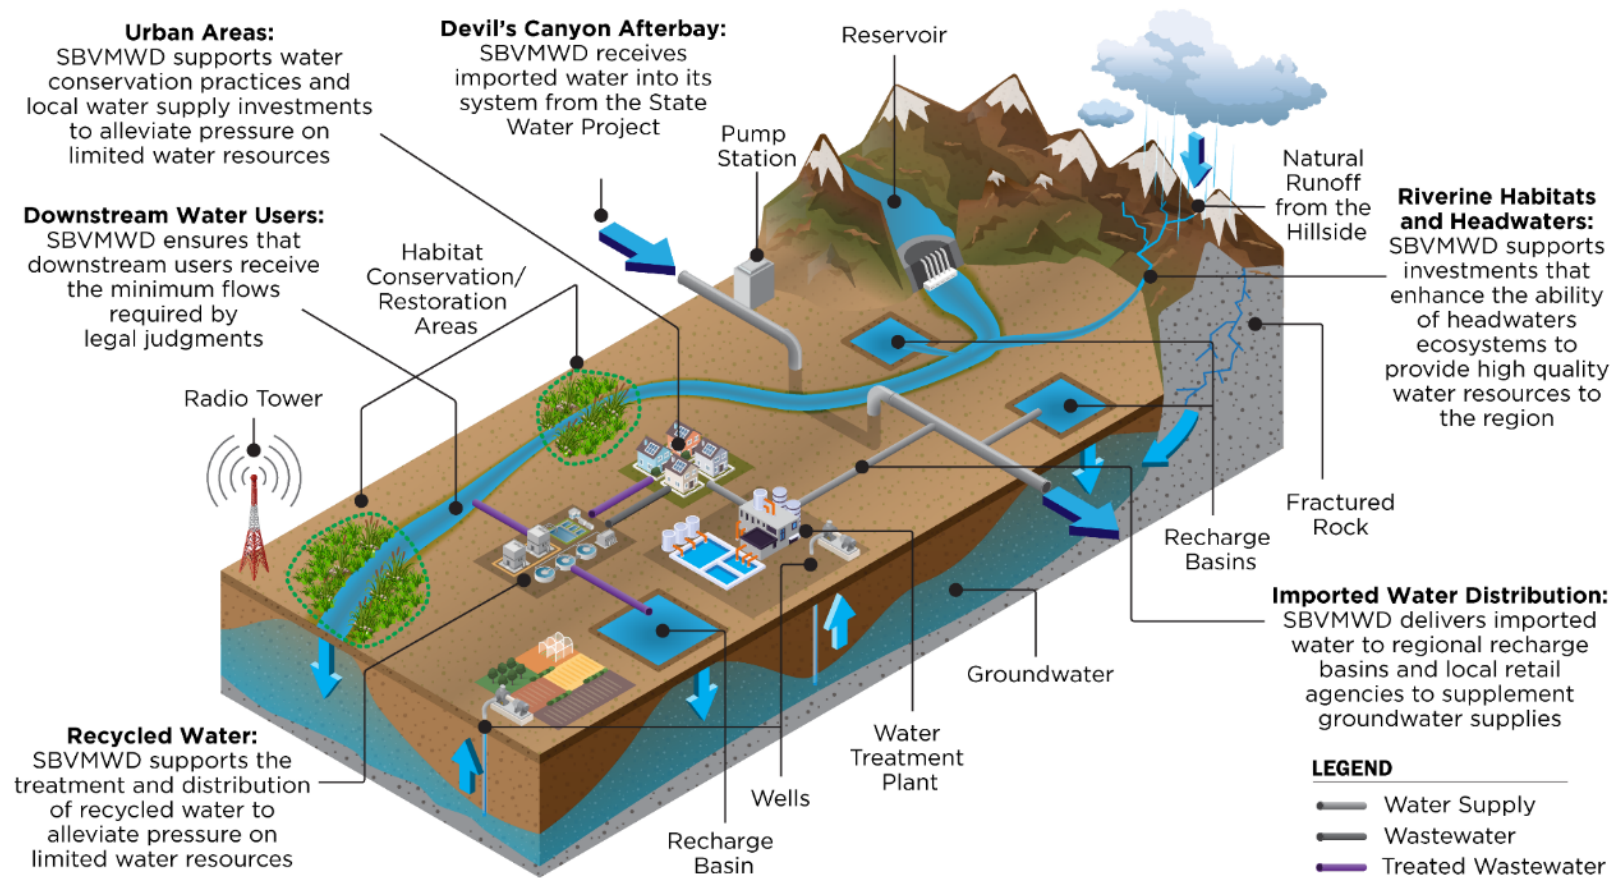 Urban Areas:
SBVMWD supports water
conservation practices and
local water supply investments
to alleviate pressure on
limited water resources
Devil's Canyon Afterbay:
SBVMWD receives
imported water into its
system from the State
Water Project
Reservoir
Pump
Station
Natural
Runoff
from the
Hillside
Riverine Habitats
and Headwaters:
SBVMWD supports
investments that
enhance the ability
of headwaters
ecosystems to
provide high quality
water resources to
the region
Downstream Water Users:
SBVMWD ensures that
downstream users receive
the minimum flows
required by
legal judgments
Habitat
Conservation/
Restoration
Areas
Radio Tower
Fractured
Rock
Recharge
Basins
Imported Water Distribution:
SBVMWD delivers imported
water to regional recharge
basins and local retail
agencies to supplement
groundwater supplies
Groundwater
Water
Treatment
Plant
Wells
Recharge
Basin
Recycled Water:
SBVMWD supports the
treatment and distribution
of recycled water to
alleviate pressure on
limited water resources
LEGEND
Water Supply
Wastewater
Treated Wastewater